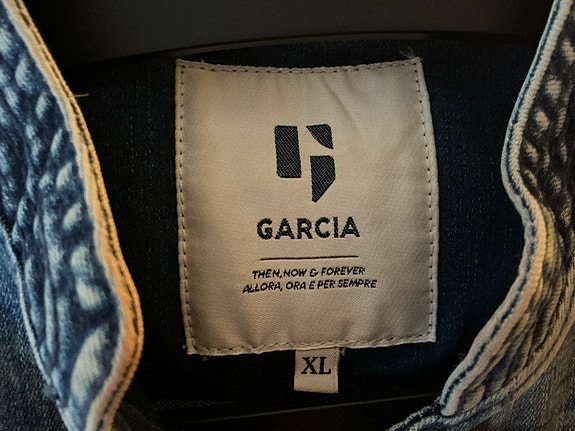 GARCIA
THEN, NOW & FOREVER
ALLORA, ORA E PER SEMPRE
XL